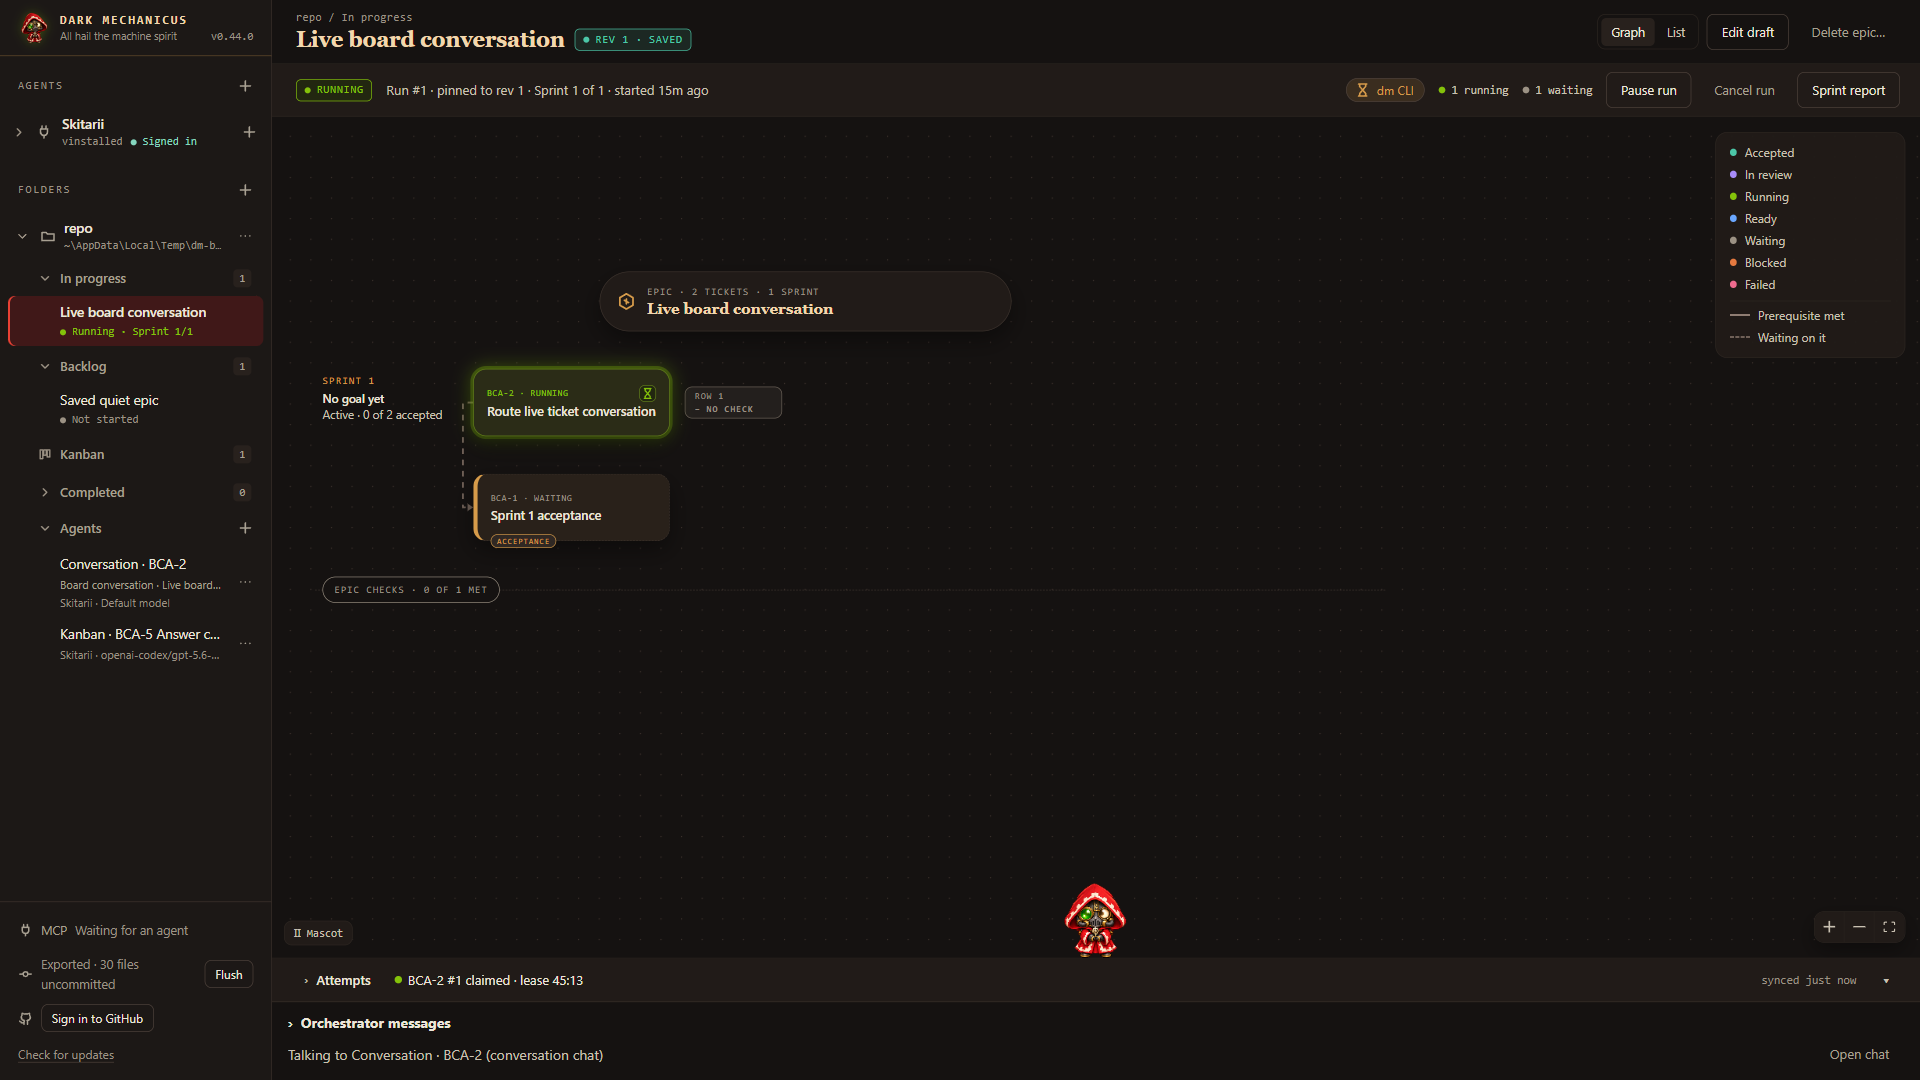 DARK MECHANICUS
All hail the machine spirit
v0.44.0
AGENTS
Skitarii
vinstalled
Signed in
FOLDERS
repo
~\AppData\Local\Temp\dm-b…
In progress
1
Live board conversation
Running · Sprint 1/1
Backlog
1
Saved quiet epic
Not started
Kanban
1
Completed
0
Agents
Conversation · BCA-2
Board conversation · Live board…
Skitarii · Default model
Kanban · BCA-5 Answer c…
Skitarii · openai-codex/gpt-5.6-…
MCP Waiting for an agent
Exported · 30 files
uncommitted
Flush
Sign in to GitHub
Check for updates
repo / In progress
Live board conversation
REV 1 · SAVED
Graph
List
Edit draft
Delete epic…
RUNNING
Run #1 · pinned to rev 1 · Sprint 1 of 1 · started 15m ago
dm CLI
1 running
1 waiting
Pause run
Cancel run
Sprint report
Accepted
In review
Running
Ready
Waiting
Blocked
Failed
Prerequisite met
Waiting on it
EPIC · 2 TICKETS · 1 SPRINT
Live board conversation
SPRINT 1
No goal yet
Active · 0 of 2 accepted
BCA-2 · RUNNING
Route live ticket conversation
ROW 1
– NO CHECK
BCA-1 · WAITING
Sprint 1 acceptance
ACCEPTANCE
EPIC CHECKS · 0 OF 1 MET
Mascot
Attempts
BCA-2 #1 claimed · lease 45:13
synced just now
Orchestrator messages
Talking to Conversation · BCA-2 (conversation chat)
Open chat